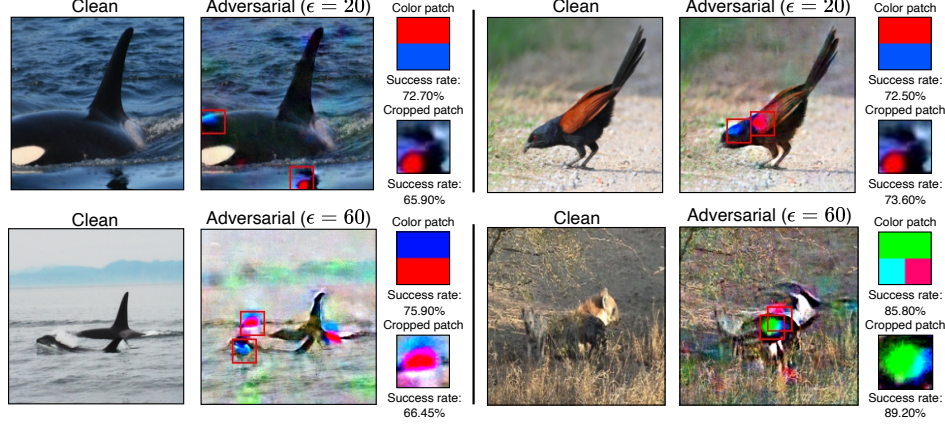 Clean
Adversarial (ϵ = 20)
Color patch
Success rate:
72.70%
Cropped patch
Success rate:
65.90%
Clean
Adversarial (ϵ = 20)
Color patch
Success rate:
72.50%
Cropped patch
Success rate:
73.60%
Clean
Adversarial (ϵ = 60)
Color patch
Success rate:
75.90%
Cropped patch
Success rate:
66.45%
Clean
Adversarial (ϵ = 60)
Color patch
Success rate:
85.80%
Cropped patch
Success rate:
89.20%